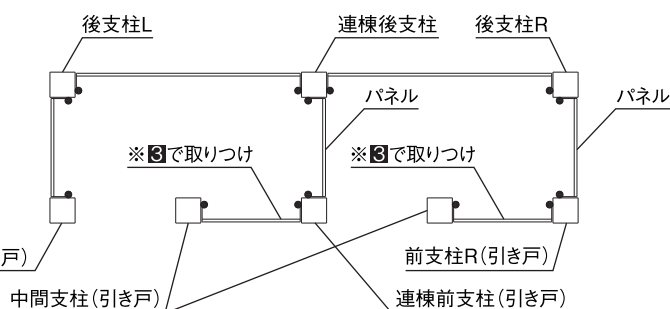 後支柱L
連棟後支柱
後支柱R
パネル
パネル
※3で取りつけ
※3で取りつけ
戸）
前支柱R（引き戸）
中間支柱（引き戸）
連棟前支柱（引き戸）